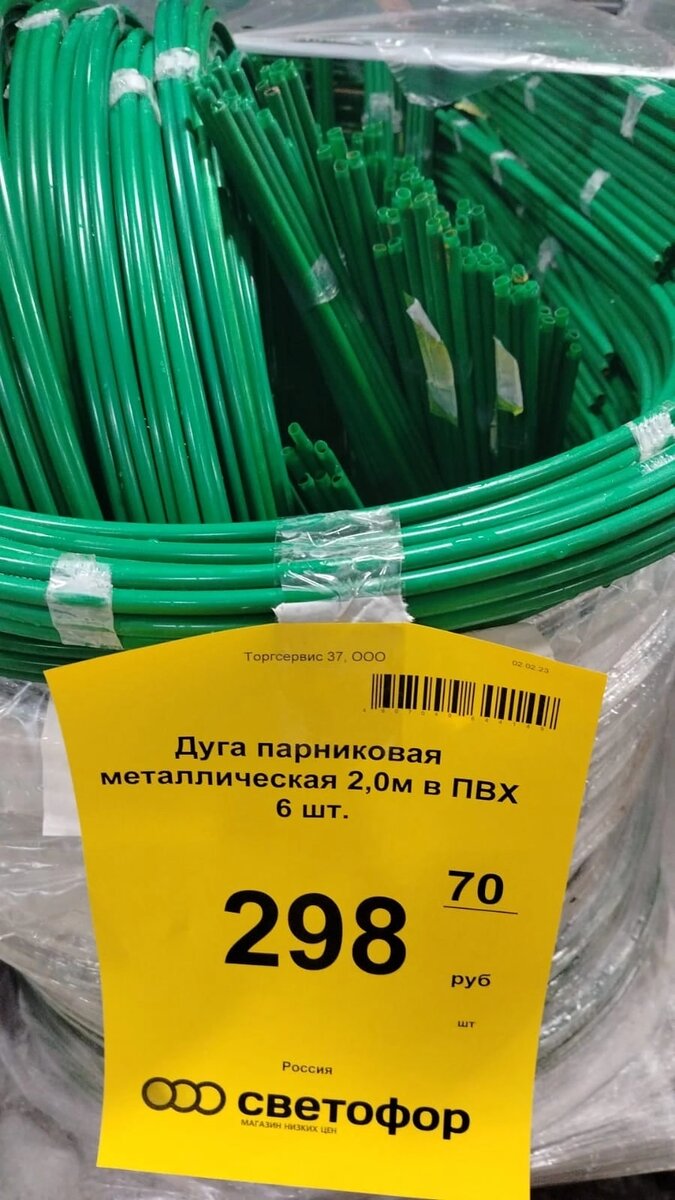 Торгсервис 37, ООО
02.02.23
Дуга парниковая
металлическая 2,0м в ПВХ
6 шт.
298 70
руб
шт
Россия
светофор
МАГАЗИН НИЗКИХ ЦЕН